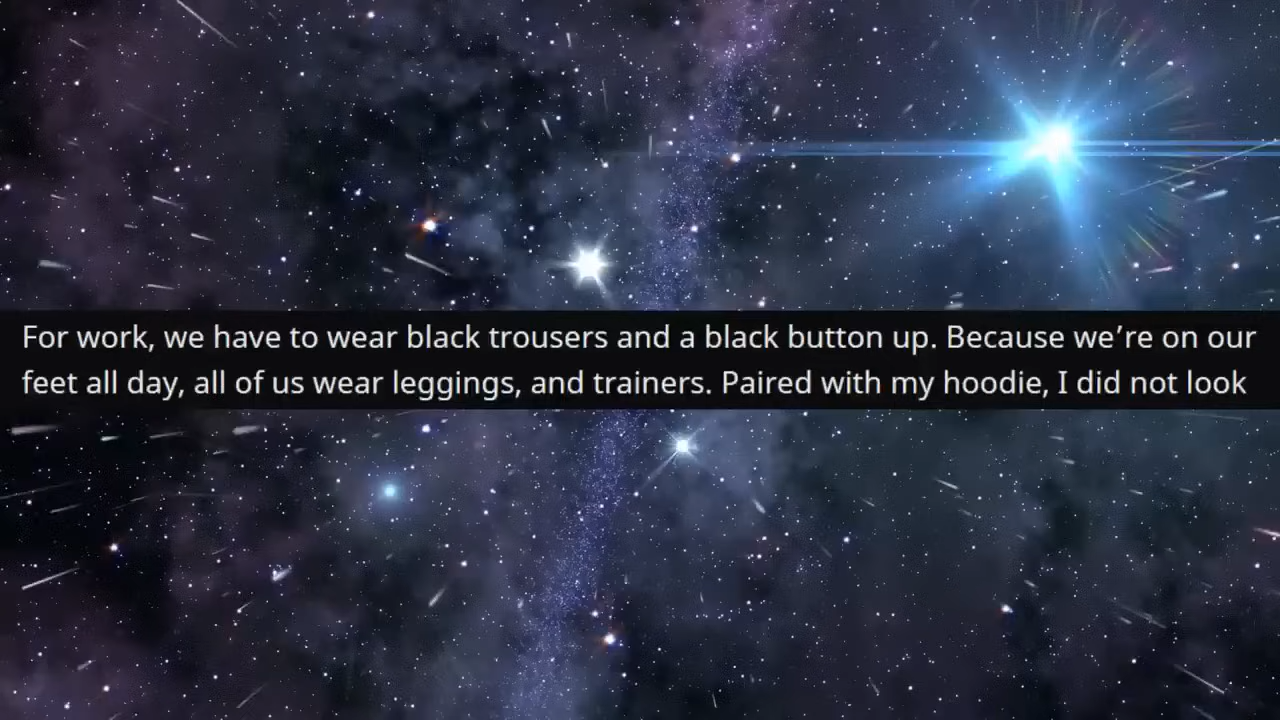 For work, we have to wear black trousers and a black button up. Because we’re on our
feet all day, all of us wear leggings, and trainers. Paired with my hoodie, I did not look